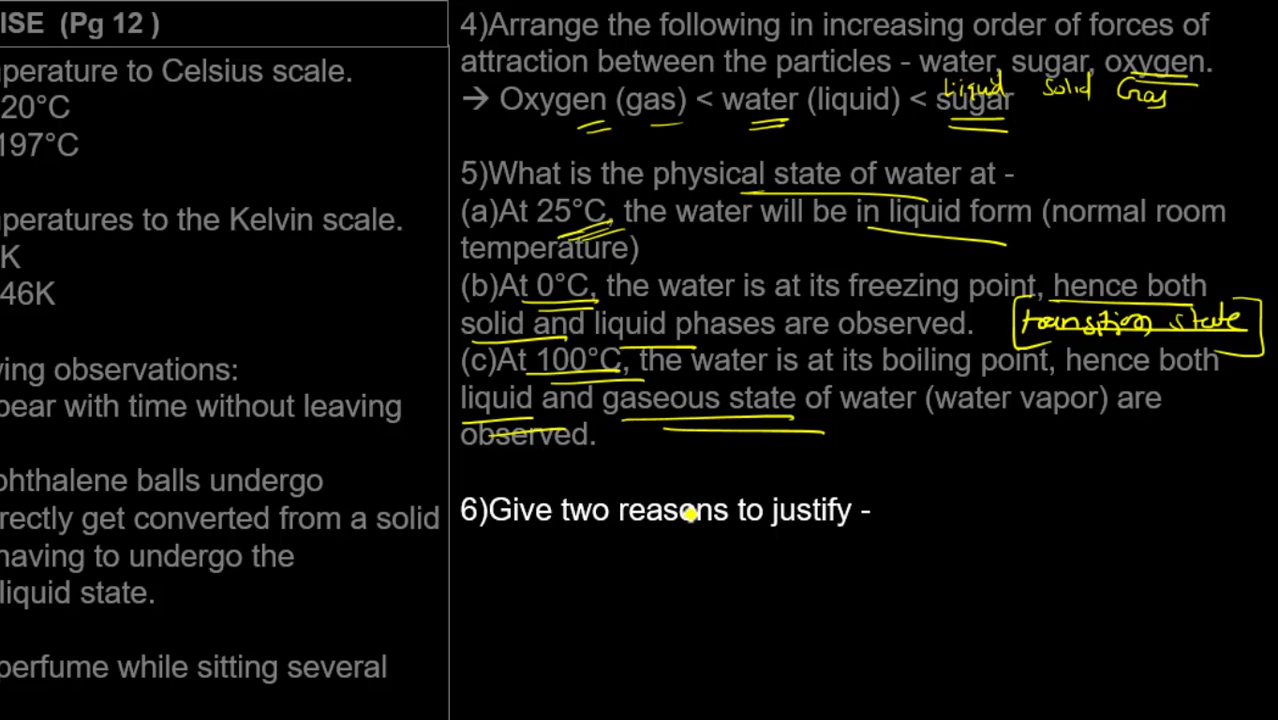 ISE (Pg 12 )
perature to Celsius scale.
20°C
197°C
nperatures to the Kelvin scale.
K
46K
ving observations:
pear with time without leaving
phthalene balls undergo
rectly get converted from a solid
having to undergo the
liquid state.
perfume while sitting several
4)Arrange the following in increasing order of forces of
attraction between the particles - water, sugar, oxygen.
Liquid Solid Gas
→ Oxygen (gas) < water (liquid) < sugar
5)What is the physical state of water at -
(a)At 25°C, the water will be in liquid form (normal room
temperature)
(b)At 0°C, the water is at its freezing point, hence both
solid and liquid phases are observed.
transition state
(c)At 100°C, the water is at its boiling point, hence both
liquid and gaseous state of water (water vapor) are
observed.
6)Give two reasons to justify -